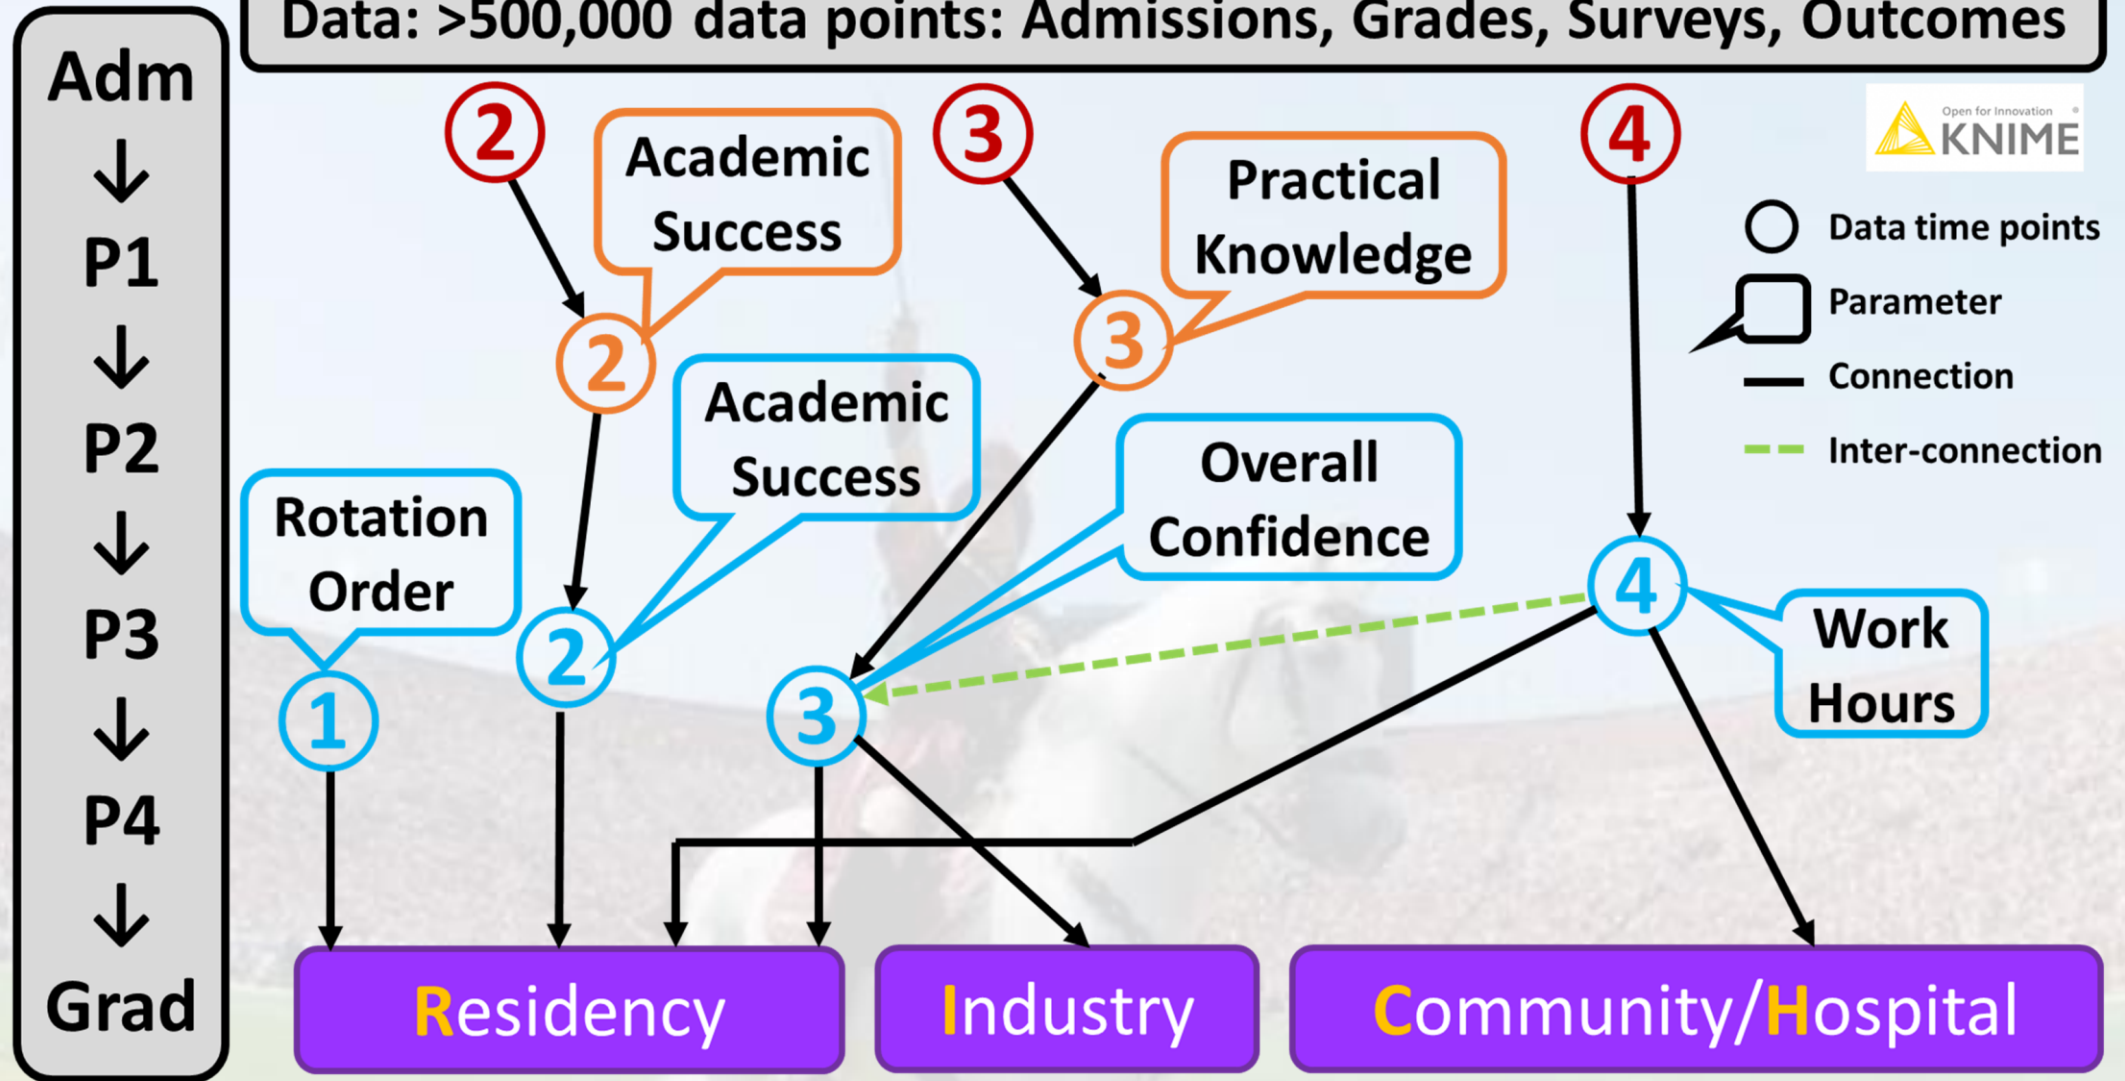 Data: >500,000 data points: Admissions, Grades, Surveys, Outcomes
Adm
P1
P2
P3
P4
Grad
2
3
4
Academic
Success
Practical
Knowledge
Open for Innovation
KNIME
Data time points
Parameter
Connection
Inter-connection
2
3
Academic
Success
Overall
Confidence
Rotation
Order
1
2
3
4
Work
Hours
Residency
Industry
Community/Hospital